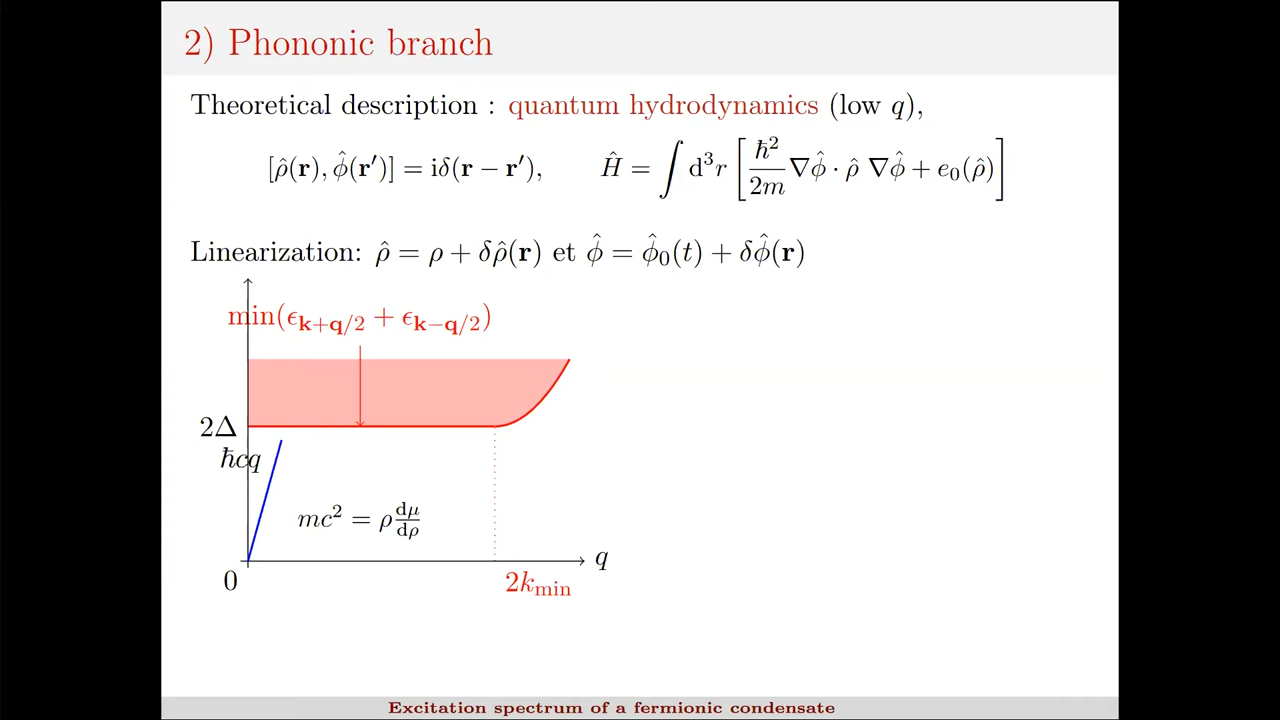 2) Phononic branch
Theoretical description : quantum hydrodynamics (low q),
[ρ̂(r), ϕ̂(r′)] = iδ(r − r′), Ĥ = ∫ d³r [ ℏ²/2m ∇ϕ̂ · ρ̂ ∇ϕ̂ + e₀(ρ̂) ]
Linearization: ρ̂ = ρ + δρ̂(r) et ϕ̂ = ϕ̂₀(t) + δϕ̂(r)
min(ϵ_{k+q/2} + ϵ_{k−q/2})
2Δ
ℏcq
mc² = ρ dμ/dρ
q
0
2k_min
Excitation spectrum of a fermionic condensate